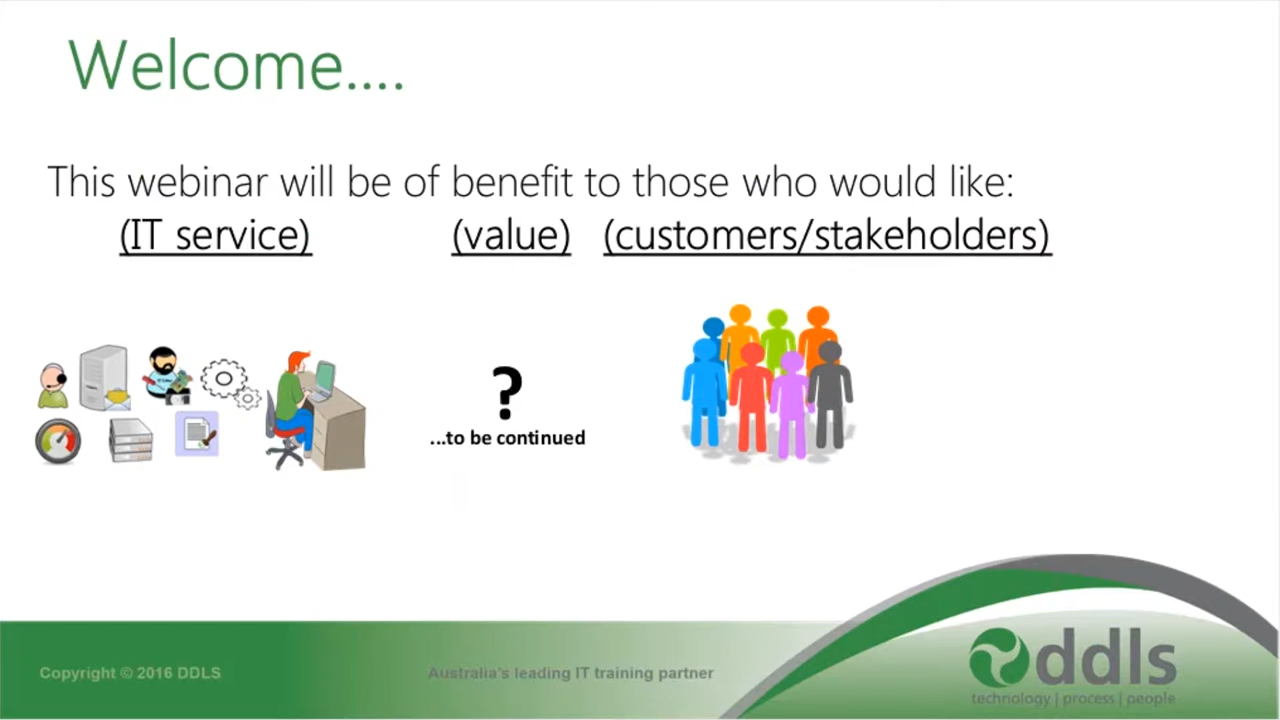 Welcome....
This webinar will be of benefit to those who would like:
(IT service) (value) (customers/stakeholders)
?
...to be continued
Copyright © 2016 DDLS
Australia's leading IT training partner
ddls
technology | process | people